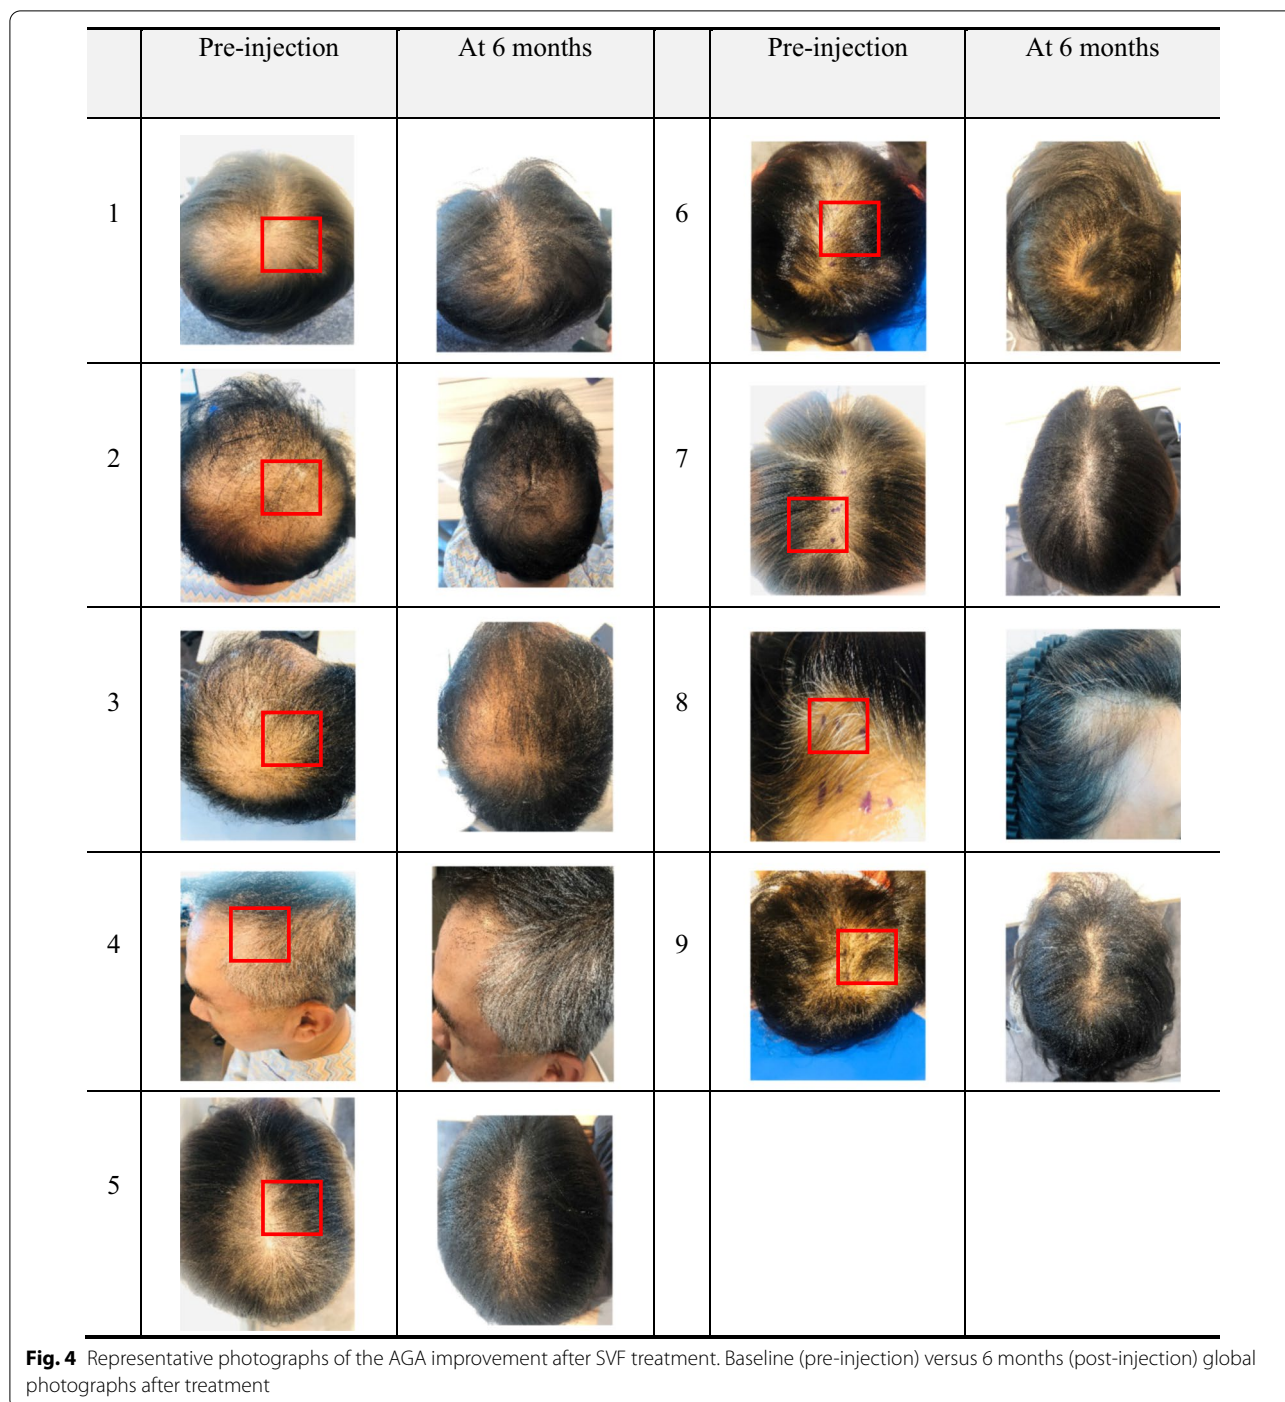 Pre-injection At 6 months Pre-injection At 6 months
1 6
2 7
3 8
4 9
5
Fig. 4 Representative photographs of the AGA improvement after SVF treatment. Baseline (pre-injection) versus 6 months (post-injection) global
photographs after treatment